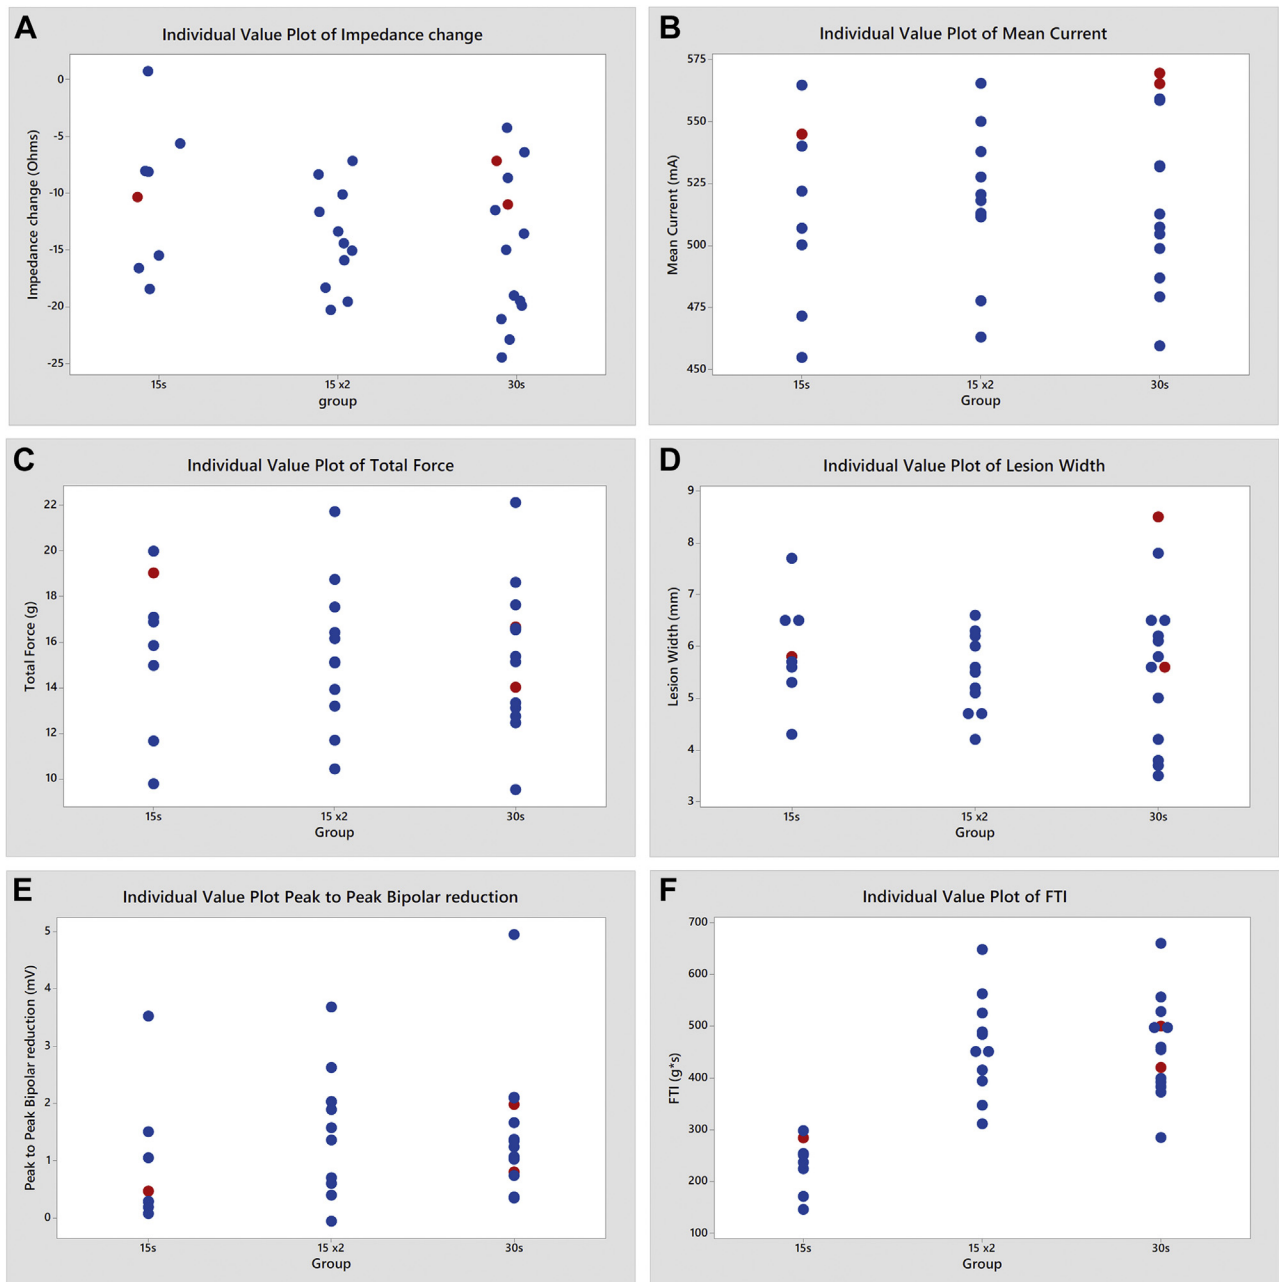 A
Individual Value Plot of Impedance change
Impedance change (Ohms)
0
-5
-10
-15
-20
-25
15s
15 x2
30s
group
B
Individual Value Plot of Mean Current
Mean Current (mA)
575
550
525
500
475
450
15s
15 x2
30s
Group
C
Individual Value Plot of Total Force
Total Force (g)
22
20
18
16
14
12
10
15s
15 x2
30s
Group
D
Individual Value Plot of Lesion Width
Lesion Width (mm)
9
8
7
6
5
4
3
15s
15 x2
30s
Group
E
Individual Value Plot Peak to Peak Bipolar reduction
Peak to Peak Bipolar reduction (mV)
5
4
3
2
1
0
15s
15 x2
30s
Group
F
Individual Value Plot of FTI
FTI (g*s)
700
600
500
400
300
200
100
15s
15 x2
30s
Group